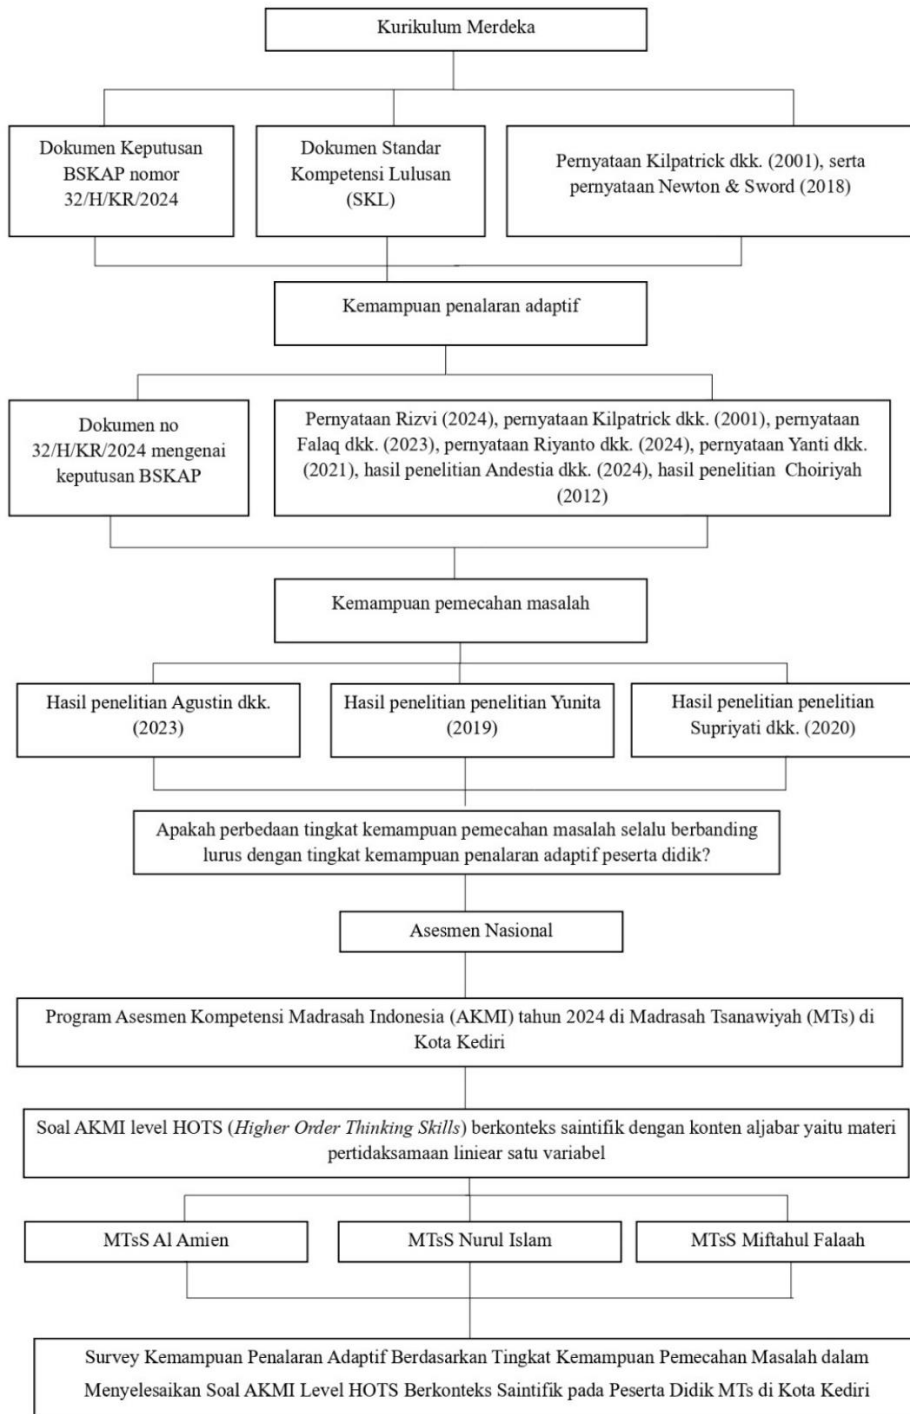 Kurikulum Merdeka
Dokumen Keputusan
BSKAP nomor
32/H/KR/2024
Dokumen Standar
Kompetensi Lulusan
(SKL)
Pernyataan Kilpatrick dkk. (2001), serta
pernyataan Newton & Sword (2018)
Kemampuan penalaran adaptif
Dokumen no
32/H/KR/2024 mengenai
keputusan BSKAP
Pernyataan Rizvi (2024), pernyataan Kilpatrick dkk. (2001), pernyataan
Falaq dkk. (2023), pernyataan Riyanto dkk. (2024), pernyataan Yanti dkk.
(2021), hasil penelitian Andestia dkk. (2024), hasil penelitian Choiriyah
(2012)
Kemampuan pemecahan masalah
Hasil penelitian Agustin dkk.
(2023)
Hasil penelitian penelitian Yunita
(2019)
Hasil penelitian penelitian
Supriyati dkk. (2020)
Apakah perbedaan tingkat kemampuan pemecahan masalah selalu berbanding
lurus dengan tingkat kemampuan penalaran adaptif peserta didik?
Asesmen Nasional
Program Asesmen Kompetensi Madrasah Indonesia (AKMI) tahun 2024 di Madrasah Tsanawiyah (MTs) di
Kota Kediri
Soal AKMI level HOTS (Higher Order Thinking Skills) berkonteks saintifik dengan konten aljabar yaitu materi
pertidaksamaan liniear satu variabel
MTsS Al Amien
MTsS Nurul Islam
MTsS Miftahul Falaah
Survey Kemampuan Penalaran Adaptif Berdasarkan Tingkat Kemampuan Pemecahan Masalah dalam
Menyelesaikan Soal AKMI Level HOTS Berkonteks Saintifik pada Peserta Didik MTs di Kota Kediri